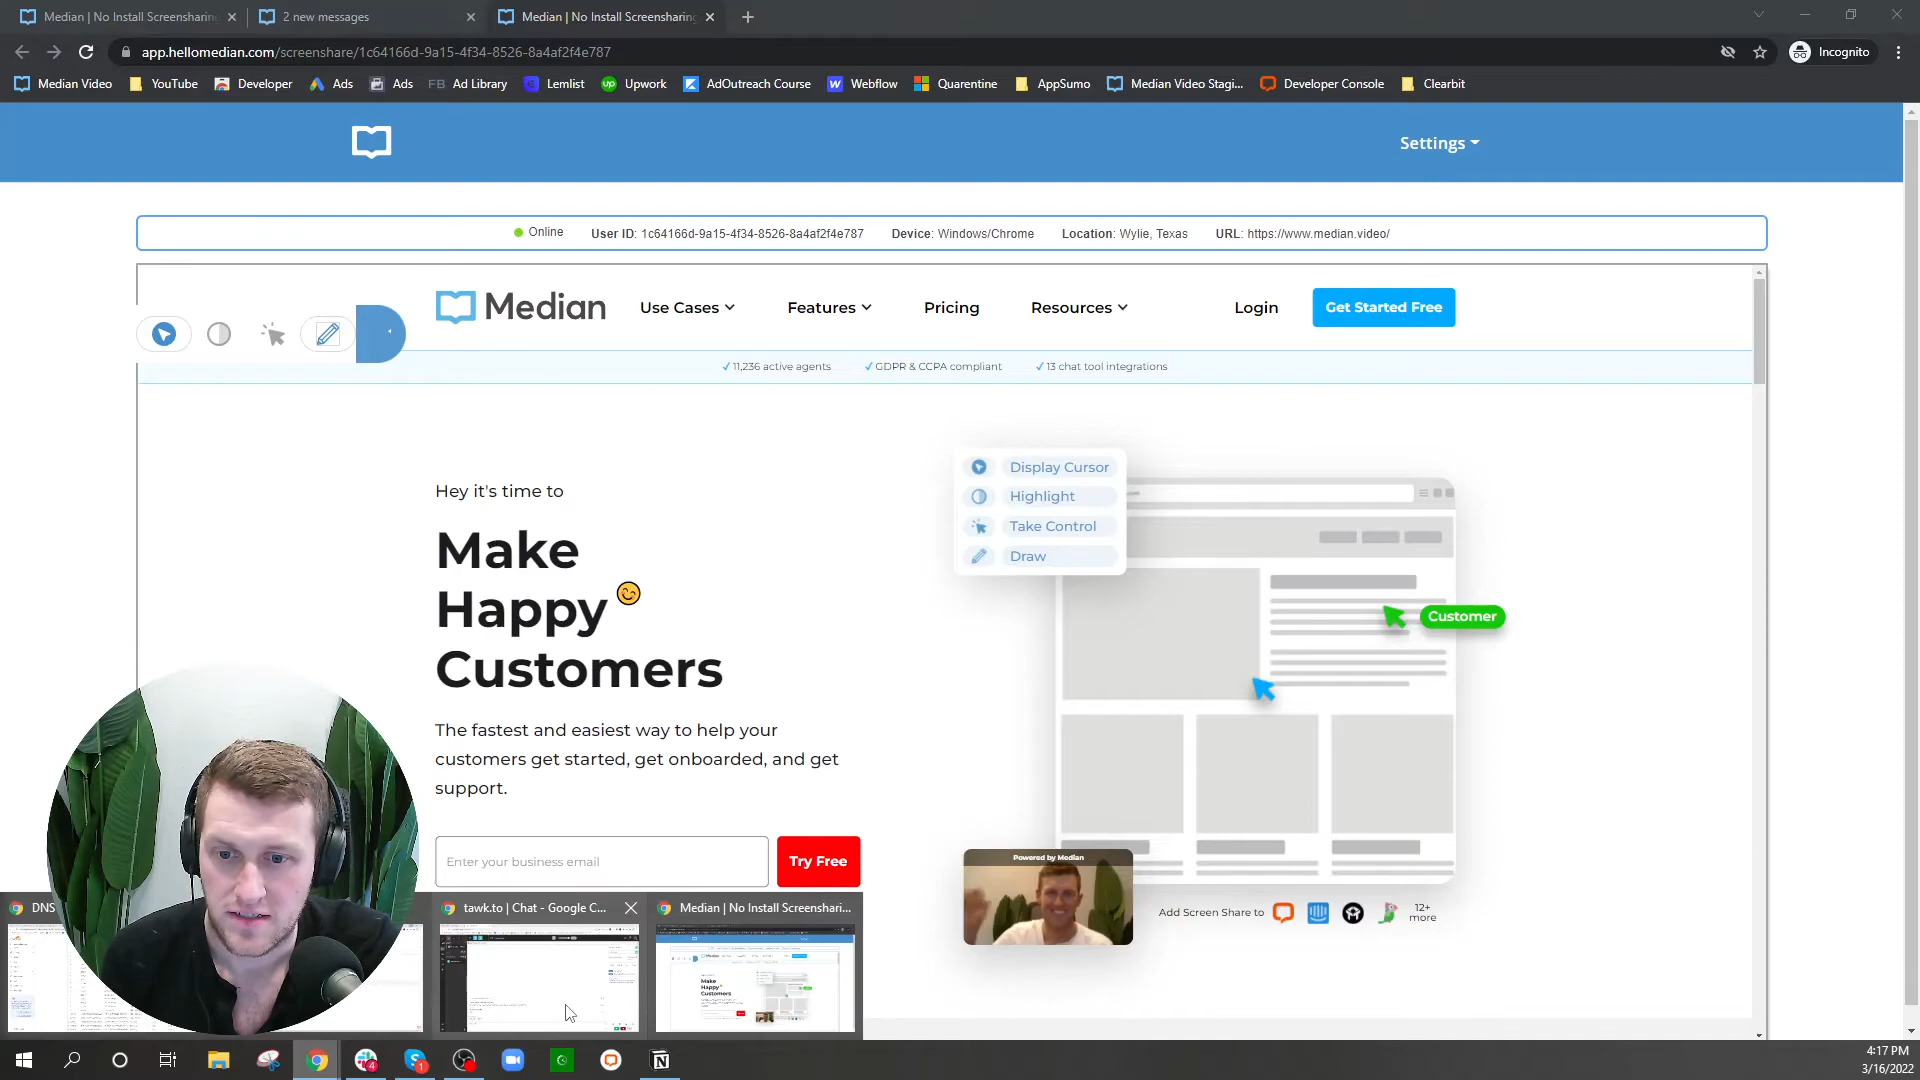 Median | No Install Screensharing
2 new messages
Median | No Install Screensharing
app.hellomedian.com/screenshare/1c64166d-9a15-4f34-8526-8a4af2f4e787
Incognito
Median Video
YouTube
Developer
Ads
Ads
FB Ad Library
Lemlist
Upwork
AdOutreach Course
Webflow
Quarentine
AppSumo
Median Video Stagi...
Developer Console
Clearbit
Settings
Online User ID: 1c64166d-9a15-4f34-8526-8a4af2f4e787 Device: Windows/Chrome Location: Wylie, Texas URL: https://www.median.video/
Median
Use Cases
Features
Pricing
Resources
Login
Get Started Free
✓ 11,236 active agents ✓ GDPR & CCPA compliant ✓ 13 chat tool integrations
Hey it's time to
Make
Happy
Customers
The fastest and easiest way to help your
customers get started, get onboarded, and get
support.
Enter your business email
Try Free
Display Cursor
Highlight
Take Control
Draw
Customer
Powered by Median
Add Screen Share to
12+
more
DNS
tawk.to | Chat - Google C...
Median | No Install Screenshari...
Make
Happy
Customers
4
1
4:17 PM
3/16/2022